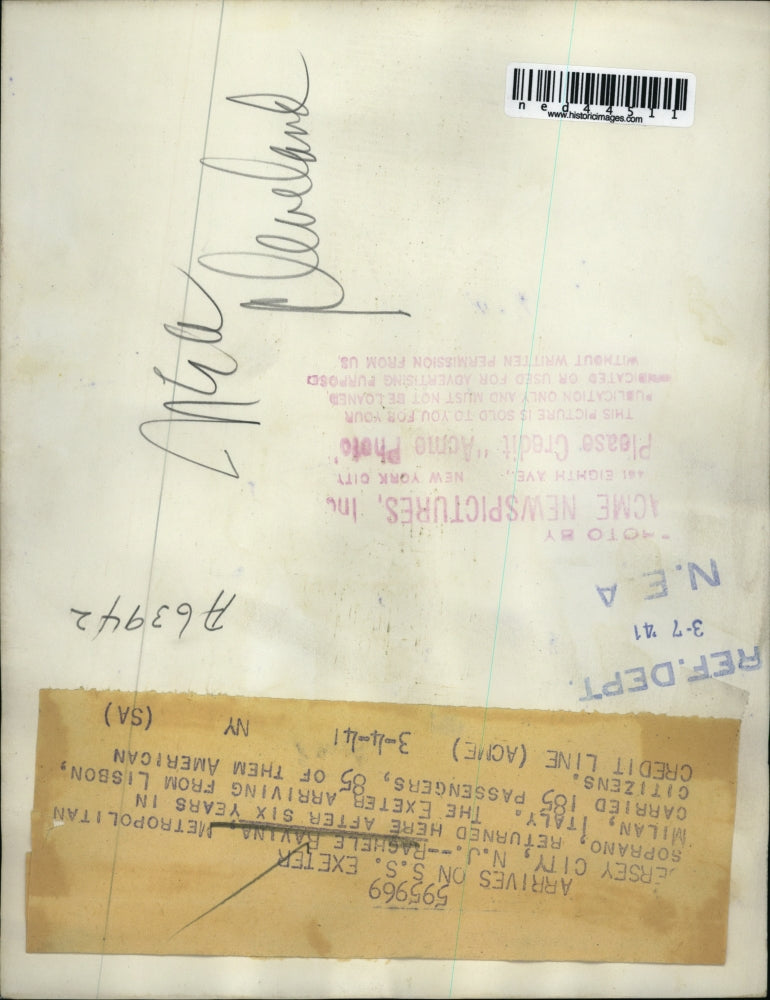 ned44511
www.historicimages.com
NEA
Cleveland
PHOTO BY
ACME NEWSPICTURES, Inc
461 EIGHTH AVE., NEW YORK CITY
Please Credit "Acme Photo"
THIS PICTURE IS SOLD TO YOU FOR YOUR
PUBLICATION ONLY AND MUST NOT BE LOANED
SYNDICATED OR USED FOR ADVERTISING PURPOSE
WITHOUT WRITTEN PERMISSION FROM US.
N.E.A
3-7-'41
REF.DEPT.
A63942
595969
ARRIVES ON S.S. EXETER
JERSEY CITY, N.J.--RACHELE RAVINA METROPOLITAN
SOPRANO, RETURNED HERE AFTER SIX YEARS IN
MILAN, ITALY. THE EXETER ARRIVING FROM LISBON,
CARRIED 185 PASSENGERS, 85 OF THEM AMERICAN
CITIZENS.
CREDIT LINE (ACME) 3-4-41 NY (SA)